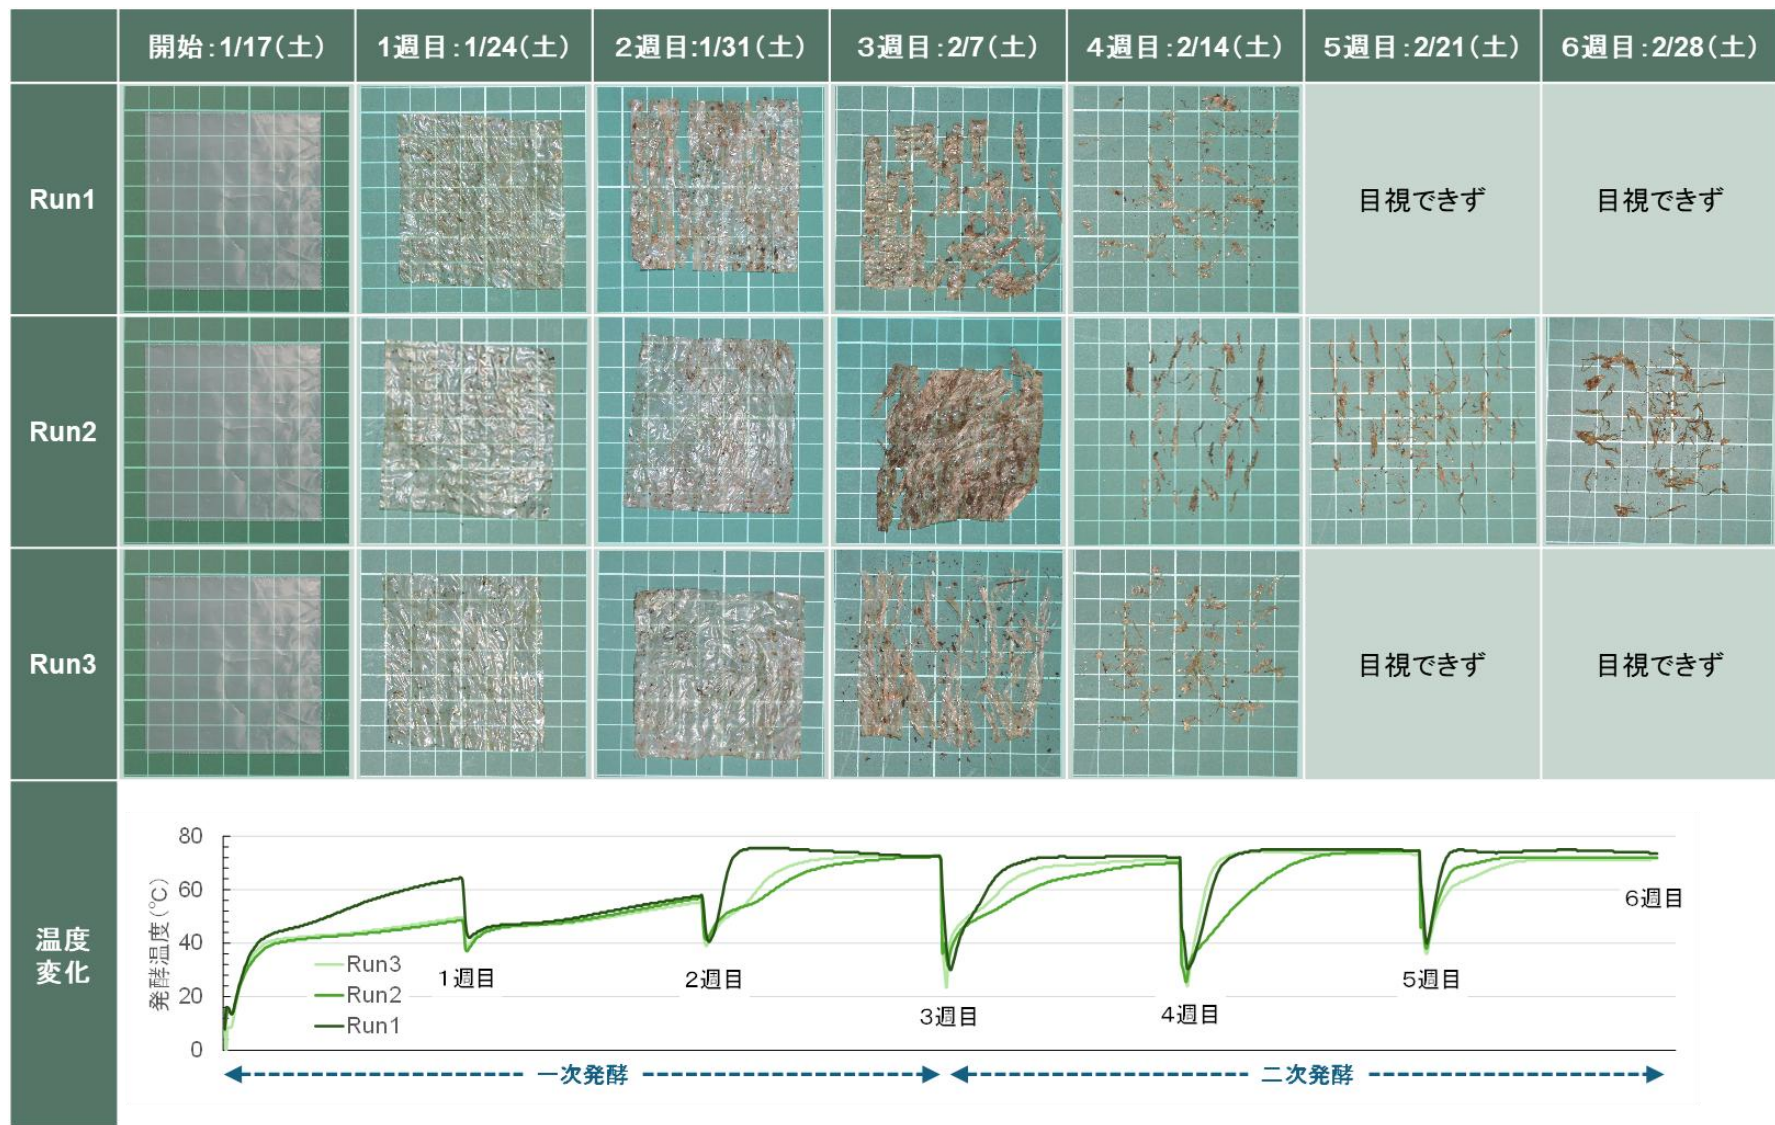 開始：1/17（土）
1週目：1/24（土）
２週目：1/31（土）
３週目：2/7（土）
４週目：2/14（土）
５週目：2/21（土）
６週目：2/28（土）
Run1
目視できず
目視できず
Run2
Run3
目視できず
目視できず
温度
変化
発酵温度（℃）
80
60
40
20
0
Run3
Run2
Run1
1週目
２週目
３週目
４週目
５週目
６週目
一次発酵
二次発酵